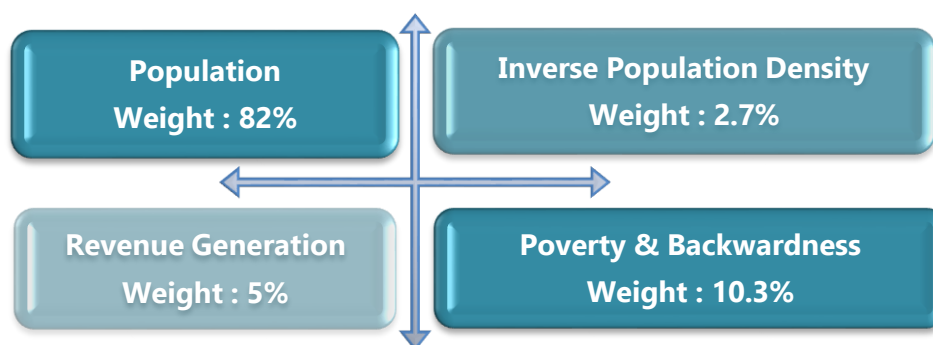 Population
Weight : 82%
Inverse Population Density
Weight : 2.7%
Revenue Generation
Weight : 5%
Poverty & Backwardness
Weight : 10.3%